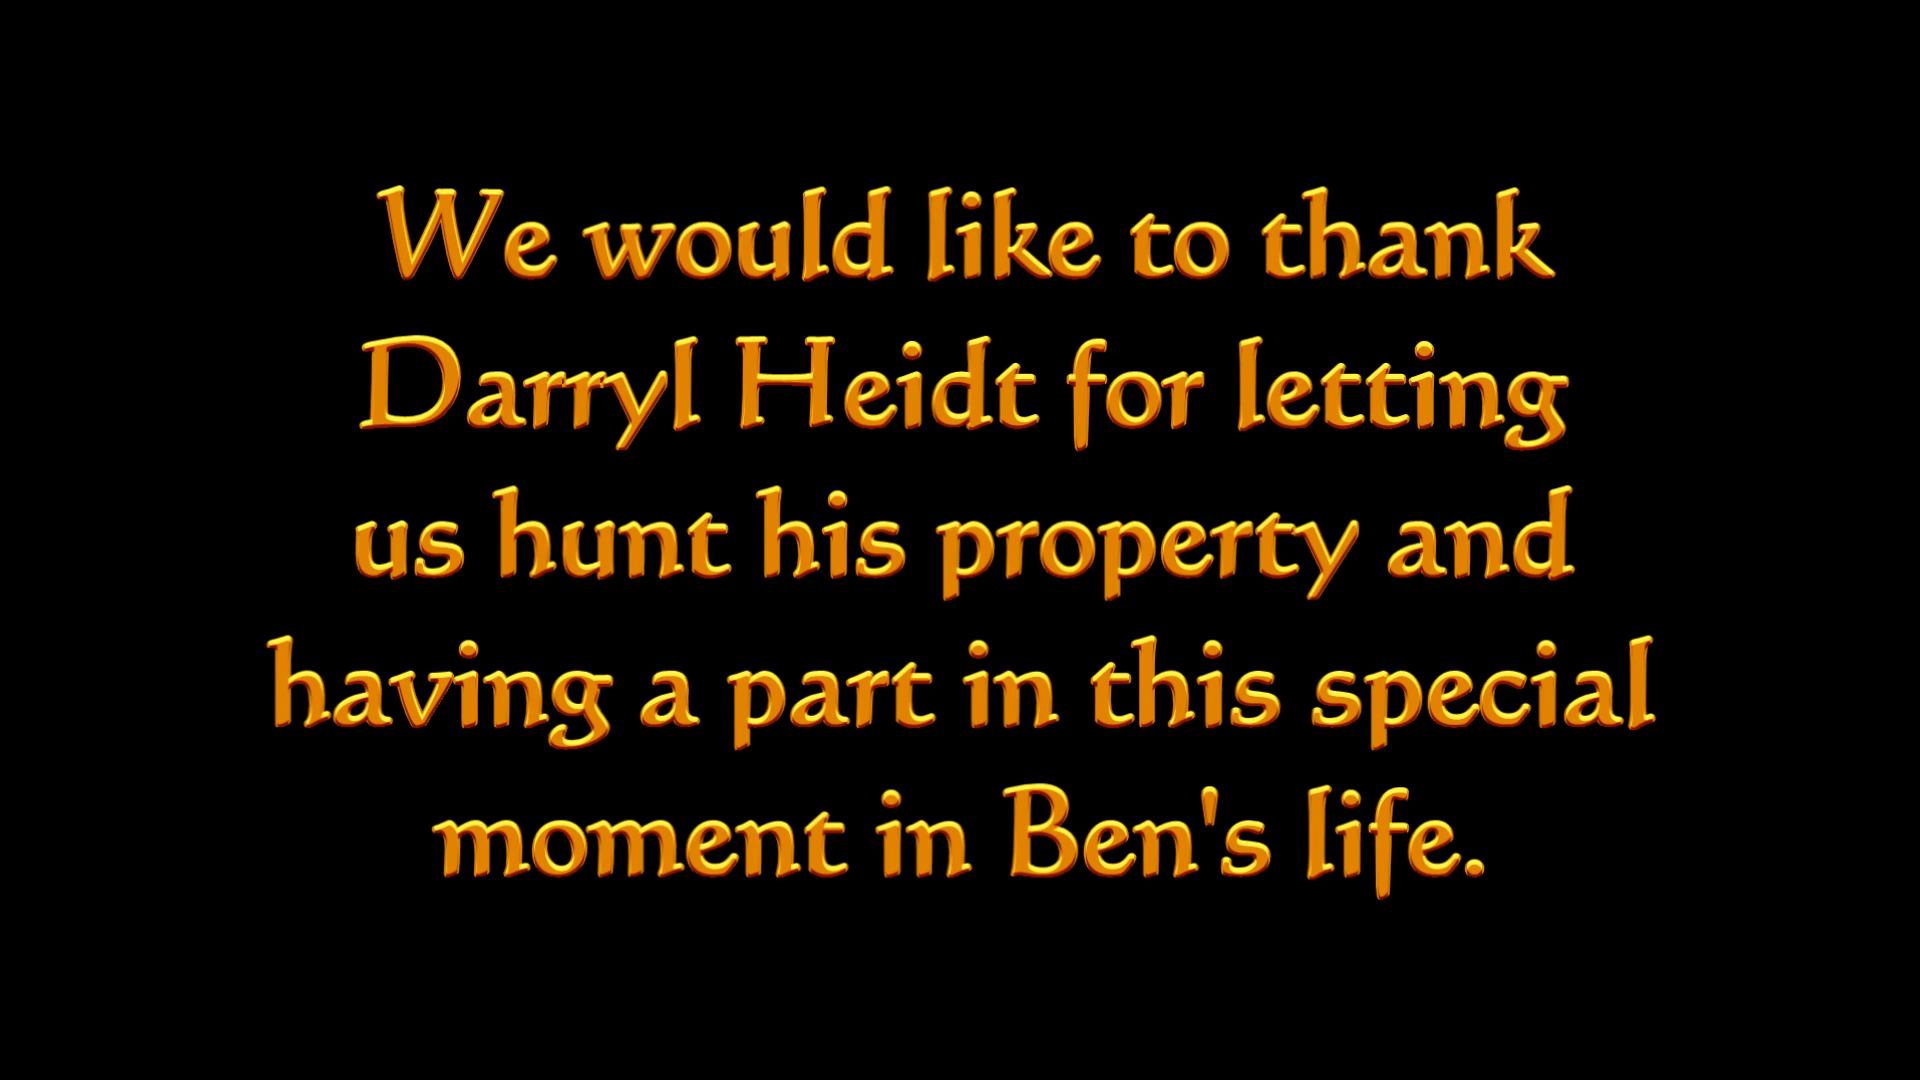 We would like to thank
Darryl Heidt for letting
us hunt his property and
having a part in this special
moment in Ben's life.